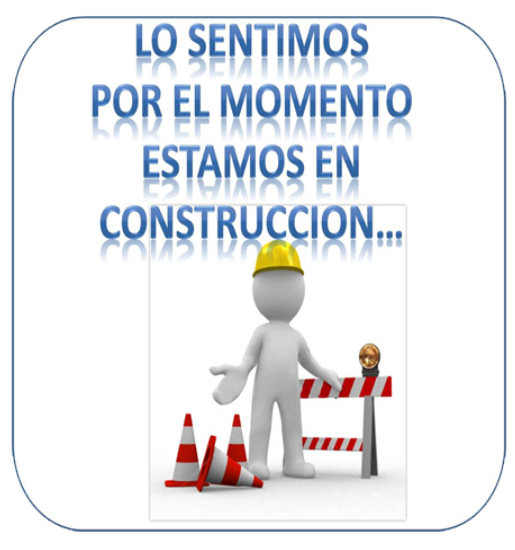 LO SENTIMOS
POR EL MOMENTO
ESTAMOS EN
CONSTRUCCION...